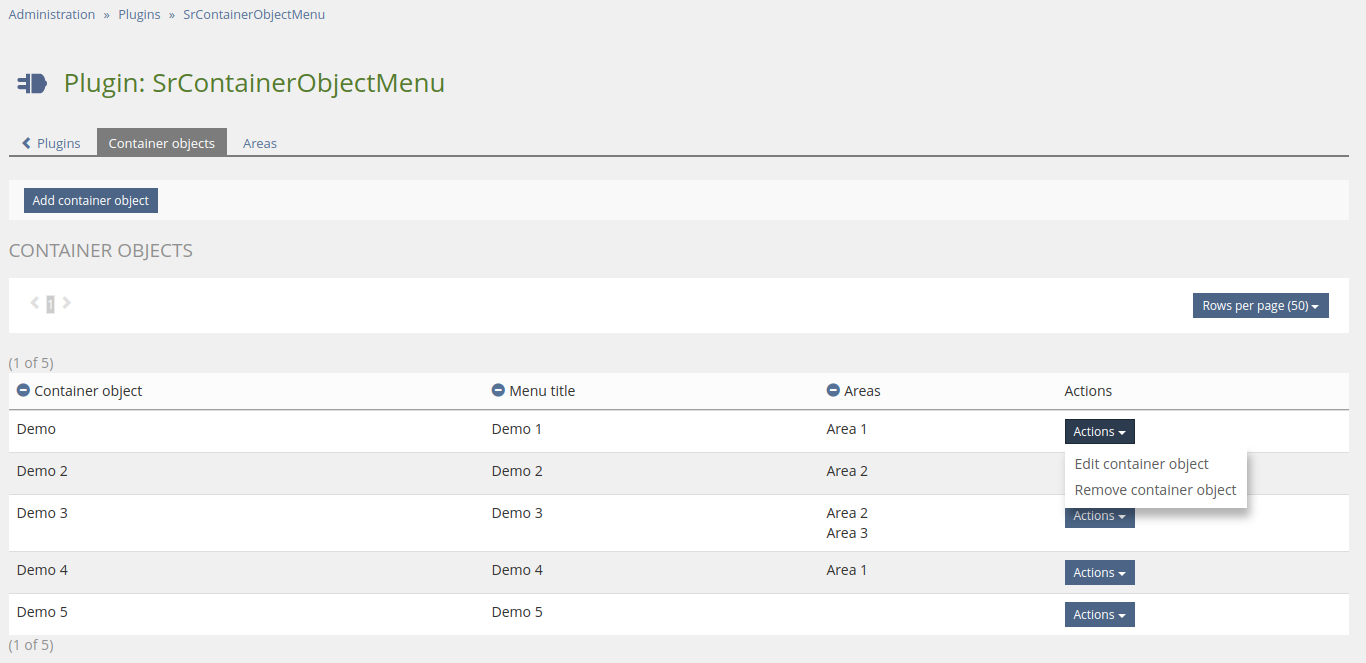 Administration » Plugins » SrContainerObjectMenu
Plugin: SrContainerObjectMenu
Plugins Container objects Areas
Add container object
CONTAINER OBJECTS
1 Rows per page (50)
(1 of 5)
Container object Menu title Areas Actions
Demo Demo 1 Area 1 Actions
Edit container object
Demo 2 Demo 2 Area 2
Remove container object
Demo 3 Demo 3 Area 2 Actions
Area 3
Demo 4 Demo 4 Area 1 Actions
Demo 5 Demo 5 Actions
(1 of 5)